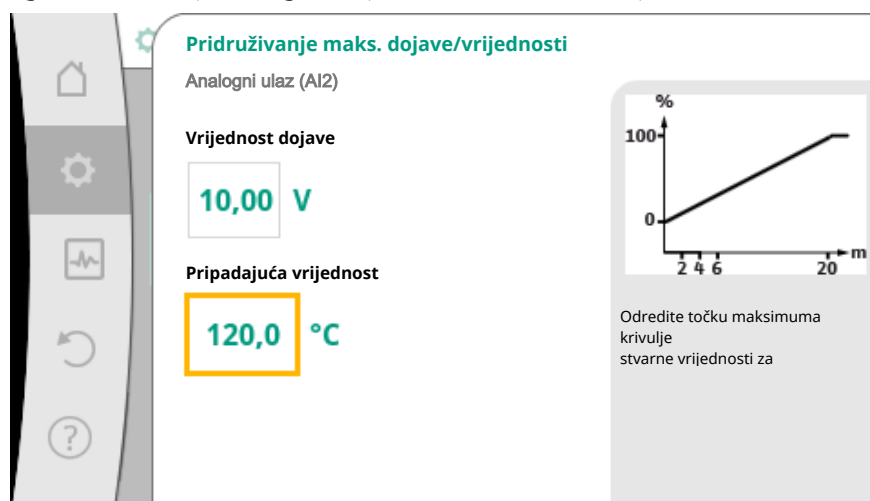 Pridruživanje maks. dojave/vrijednosti
Analogni ulaz (AI2)
Vrijednost dojave
10,00 V
Pripadajuća vrijednost
120,0 °C
%
100
0
2 4 6 20
m
Odredite točku maksimuma
krivulje
stvarne vrijednosti za
?